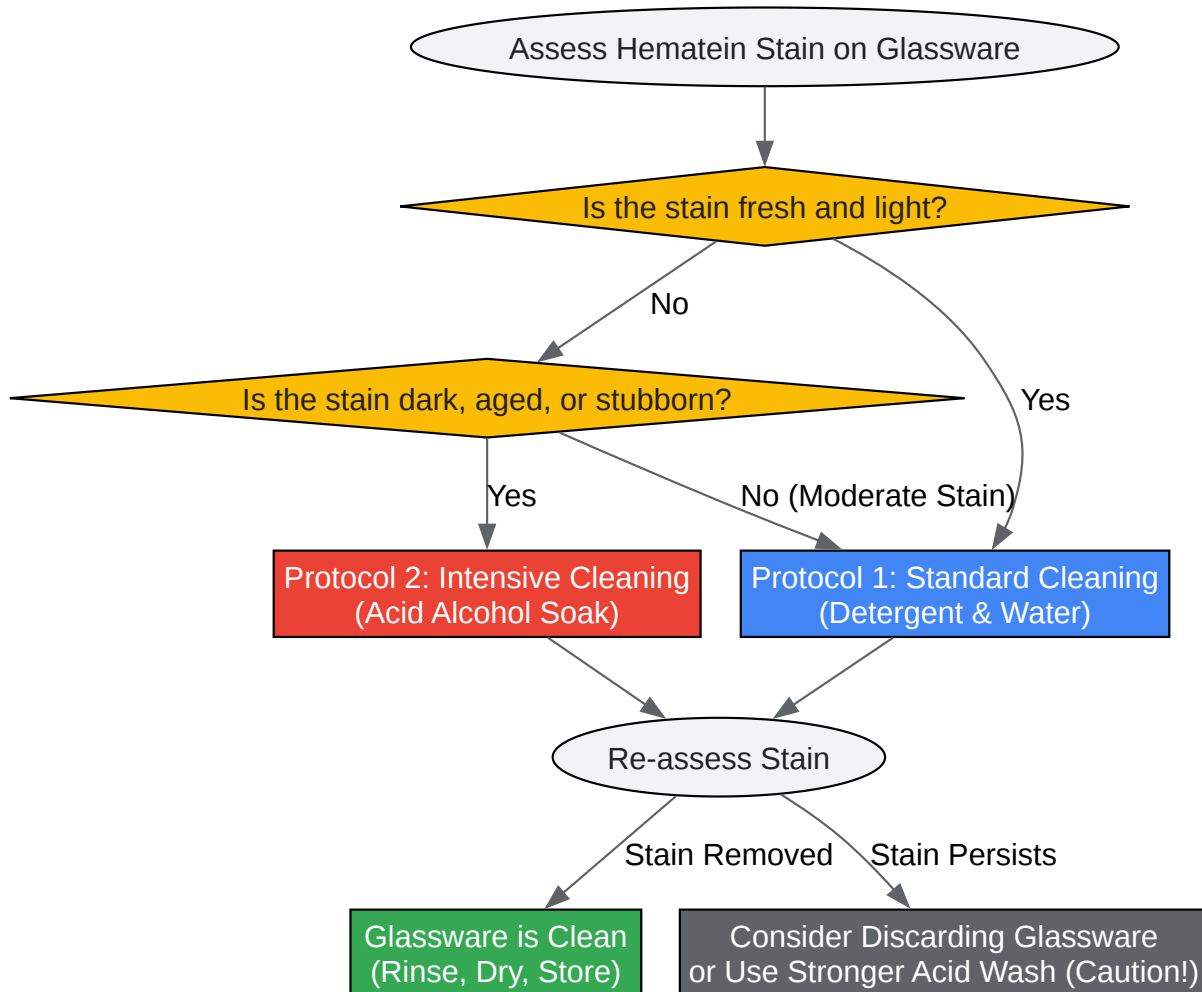 Assess Hematein Stain on Glassware
Is the stain fresh and light?
No
Yes
Is the stain dark, aged, or stubborn?
Yes
No (Moderate Stain)
Protocol 2: Intensive Cleaning
(Acid Alcohol Soak)
Protocol 1: Standard Cleaning
(Detergent & Water)
Re-assess Stain
Stain Removed
Stain Persists
Glassware is Clean
(Rinse, Dry, Store)
Consider Discarding Glassware
or Use Stronger Acid Wash (Caution!)